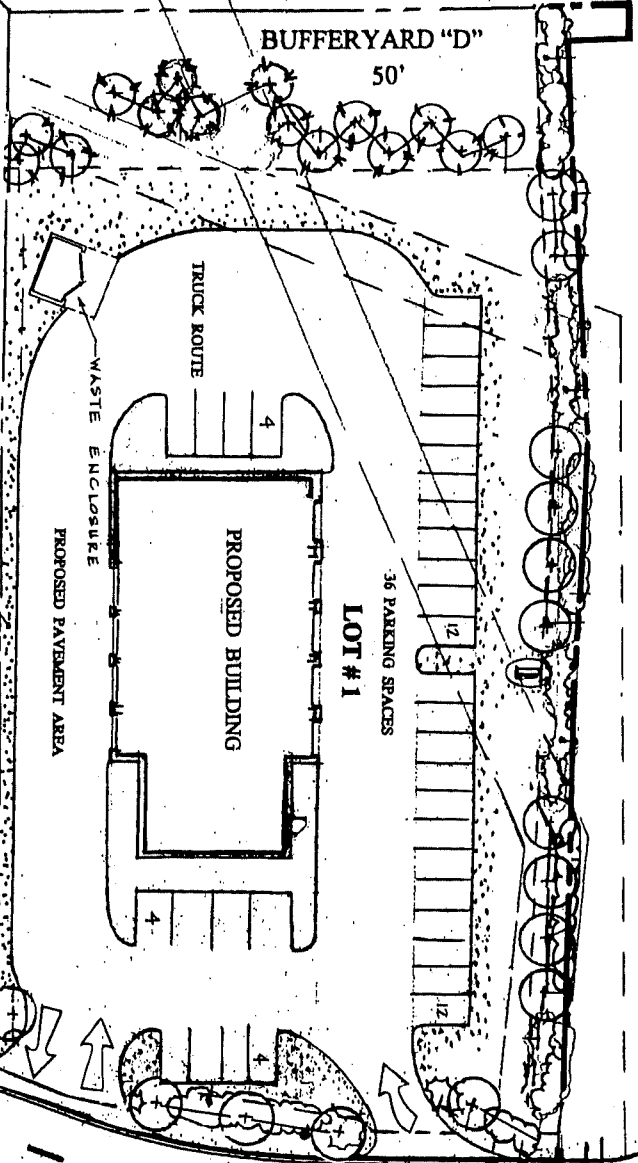 BUFFERYARD "D"
50'
TRUCK ROUTE
WASTE ENCLOSURE
4
PROPOSED BUILDING
PROPOSED PAVEMENT AREA
LOT # 1
36 PARKING SPACES
12
4
12
4